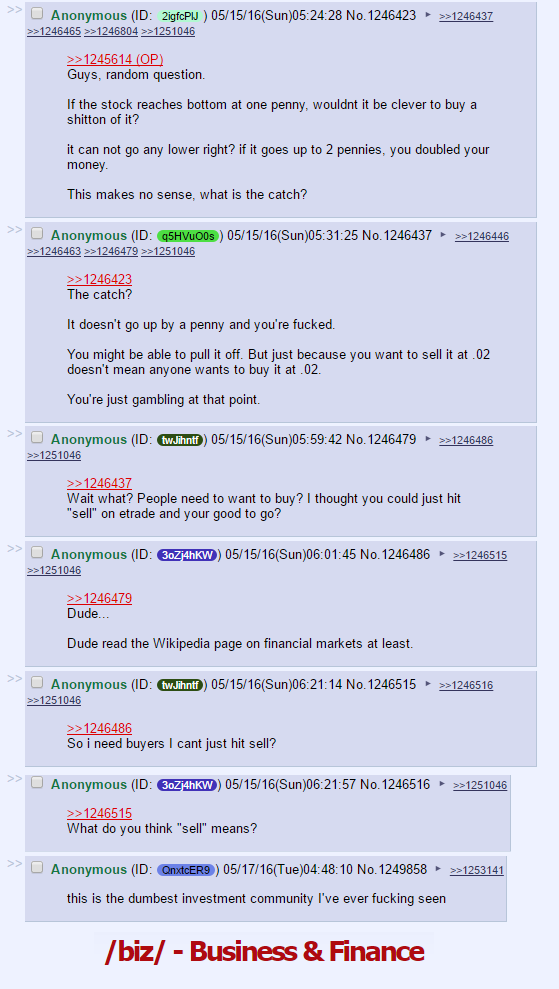 >> Anonymous (ID: 2igfcPlJ ) 05/15/16(Sun)05:24:28 No.1246423 ▸ >>1246437
>>1246465 >>1246804 >>1251046
>>1245614 (OP)
Guys, random question.
If the stock reaches bottom at one penny, wouldnt it be clever to buy a
shitton of it?
it can not go any lower right? if it goes up to 2 pennies, you doubled your
money.
This makes no sense, what is the catch?
>> Anonymous (ID: q5HVuO0s ) 05/15/16(Sun)05:31:25 No.1246437 ▸ >>1246446
>>1246463 >>1246479 >>1251046
>>1246423
The catch?
It doesn't go up by a penny and you're fucked.
You might be able to pull it off. But just because you want to sell it at .02
doesn't mean anyone wants to buy it at .02.
You're just gambling at that point.
>> Anonymous (ID: twJihntf ) 05/15/16(Sun)05:59:42 No.1246479 ▸ >>1246486
>>1251046
>>1246437
Wait what? People need to want to buy? I thought you could just hit
"sell" on etrade and your good to go?
>> Anonymous (ID: 3oZj4hKW ) 05/15/16(Sun)06:01:45 No.1246486 ▸ >>1246515
>>1251046
>>1246479
Dude...
Dude read the Wikipedia page on financial markets at least.
>> Anonymous (ID: twJihntf ) 05/15/16(Sun)06:21:14 No.1246515 ▸ >>1246516
>>1251046
>>1246486
So i need buyers I cant just hit sell?
>> Anonymous (ID: 3oZj4hKW ) 05/15/16(Sun)06:21:57 No.1246516 ▸ >>1251046
>>1246515
What do you think "sell" means?
>> Anonymous (ID: QnxtcER9 ) 05/17/16(Tue)04:48:10 No.1249858 ▸ >>1253141
this is the dumbest investment community I've ever fucking seen
/biz/ - Business & Finance